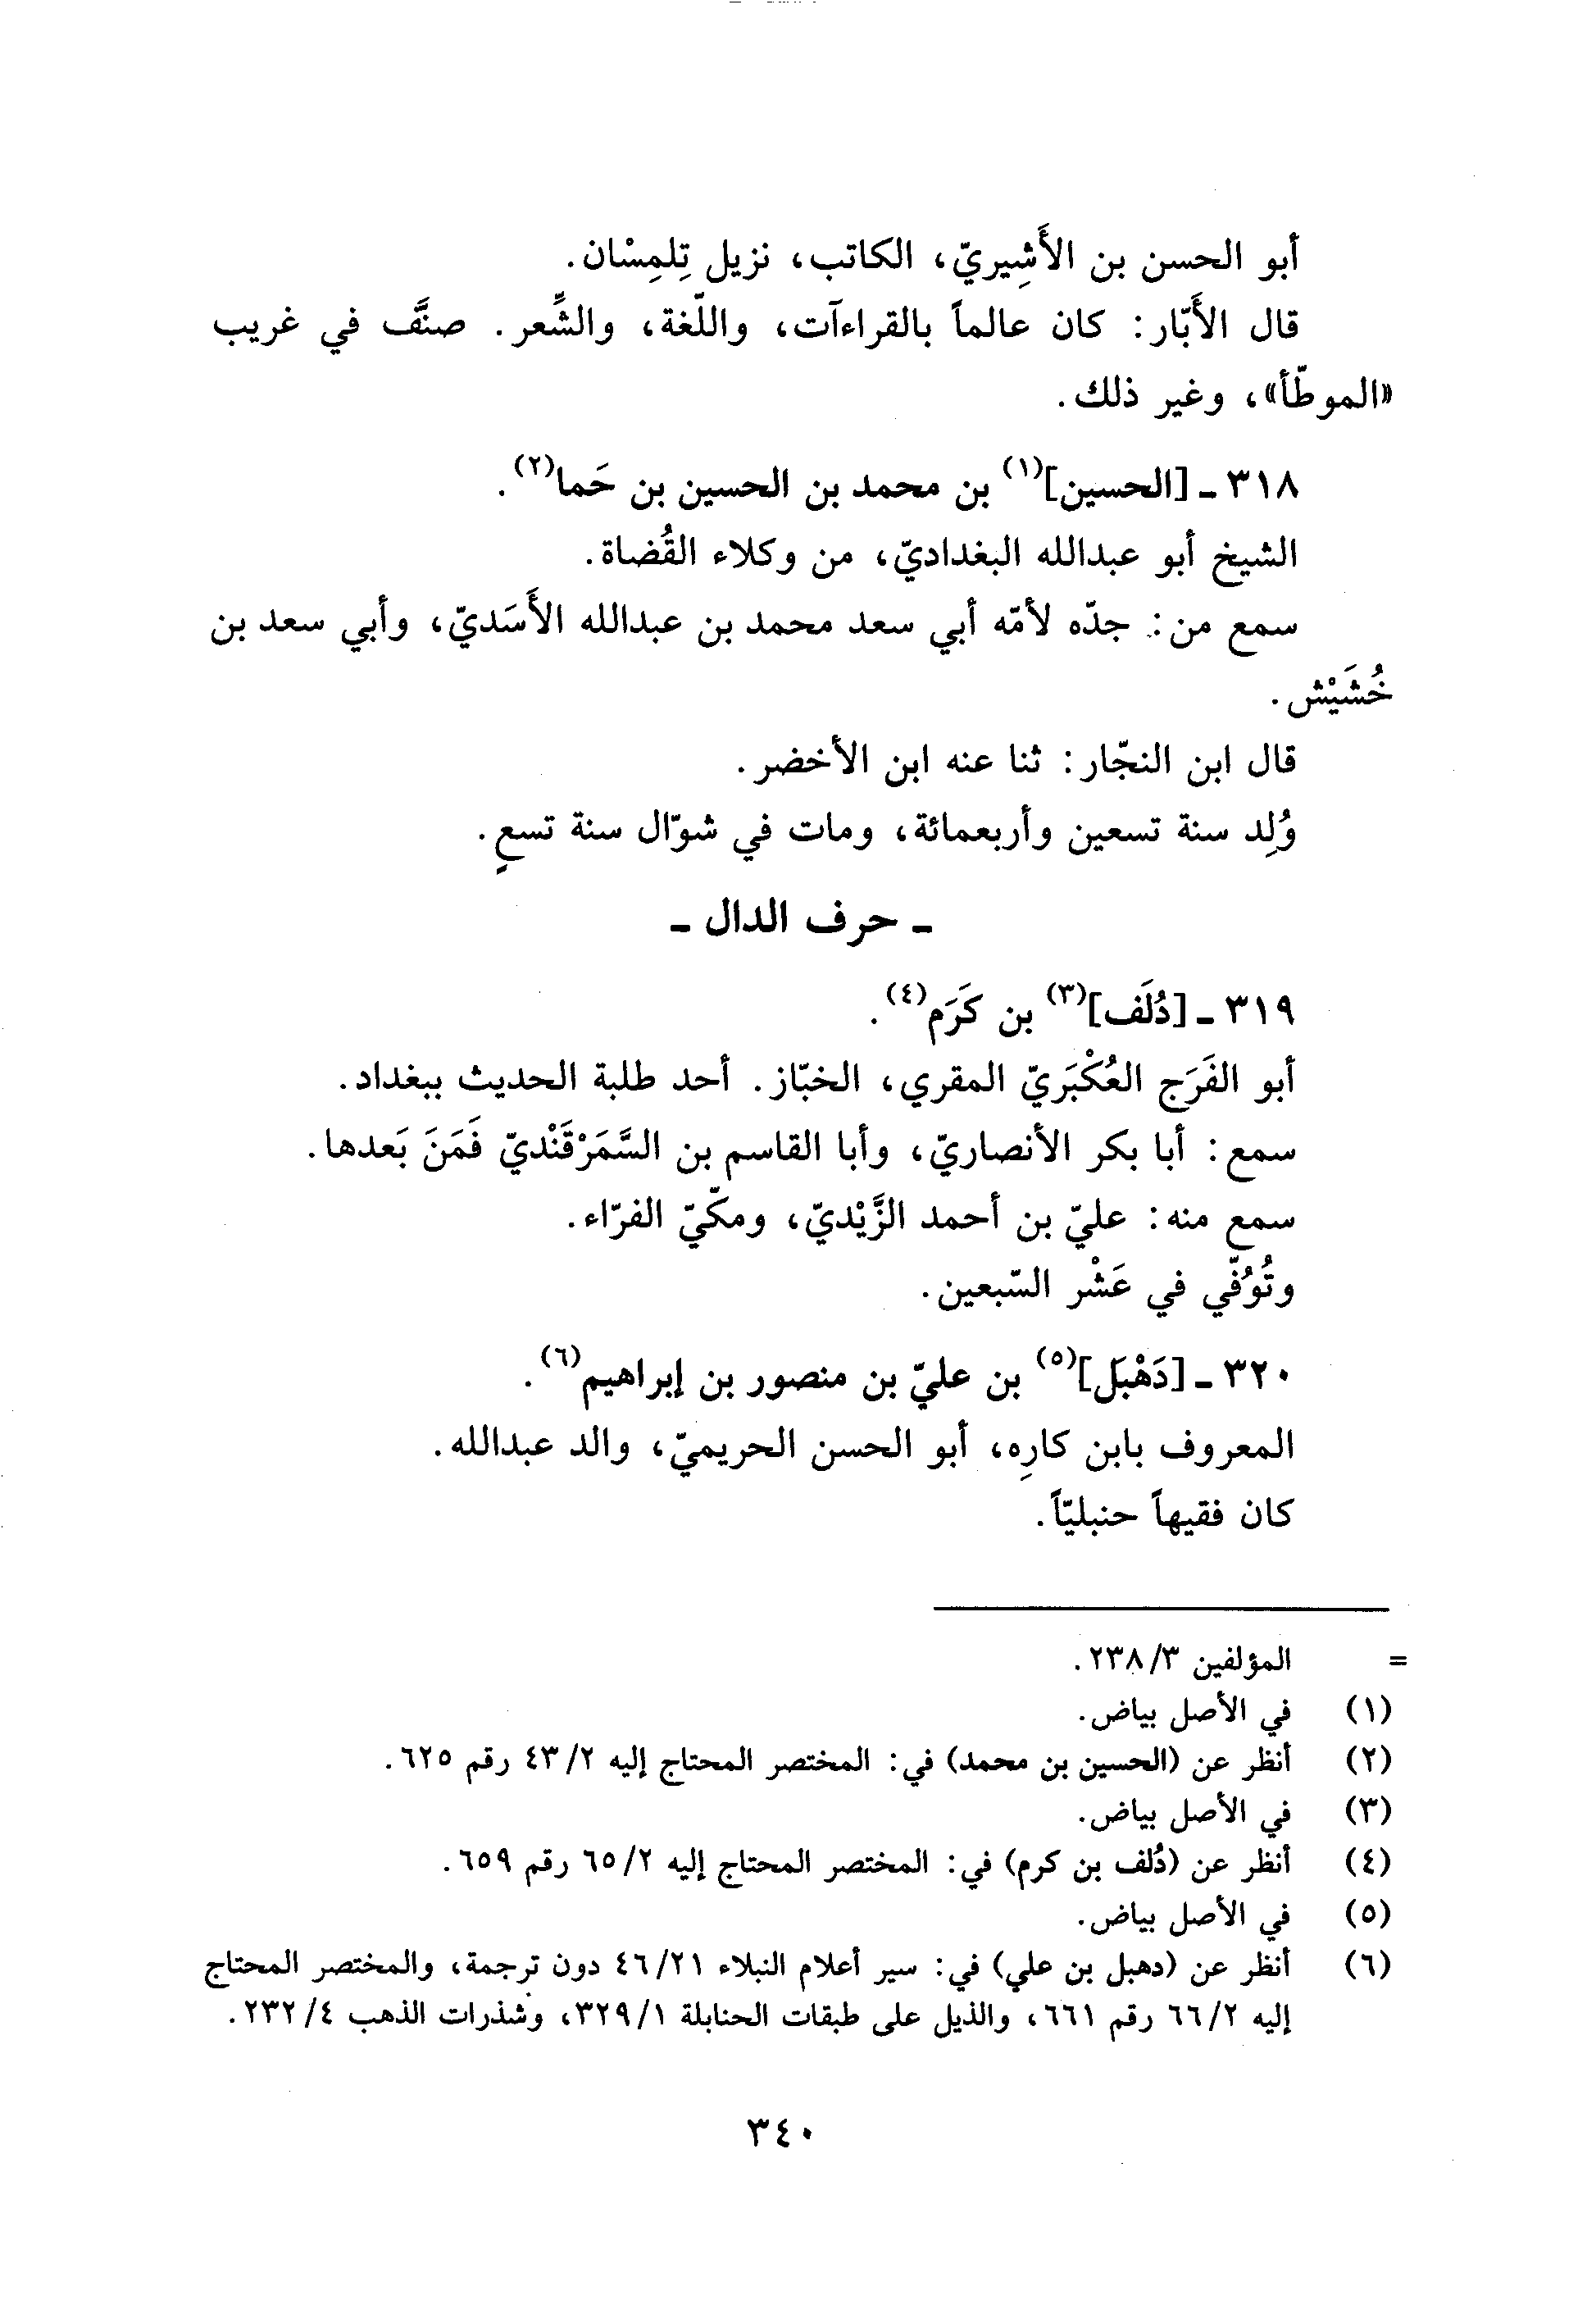 أبو الحسن بن الأَشِيريّ، الكاتب، نزيل تِلمِسْان.
قال الأَبّار: كان عالماً بالقراءآت، واللّغة، والشِّعر. صنَّف في غريب
«الموطّأ»، وغير ذلك.
٣١٨ ـ [الحسين](١) بن محمد بن الحسين بن حَما(٢).
الشيخ أبو عبدالله البغداديّ، من وكلاء القُضاة.
سمع من: جدّه لأمّه أبي سعد محمد بن عبدالله الأَسَديّ، وأبي سعد بن
خُشَيْش.
قال ابن النجّار: ثنا عنه ابن الأخضر.
وُلِد سنة تسعين وأربعمائة، ومات في شوّال سنة تسعٍ.
ـ حرف الدال ـ
٣١٩ ـ [دُلَف](٣) بن كَرَم(٤).
أبو الفَرَج العُكْبَريّ المقري، الخبّاز. أحد طلبة الحديث ببغداد.
سمع: أبا بكر الأنصاريّ، وأبا القاسم بن السَّمَرْقَنْديّ فَمَنَ بَعدها.
سمع منه: عليّ بن أحمد الزَّيْديّ، ومكّيّ الفرّاء.
وتُوُفّي في عَشْر السّبعين.
٣٢٠ ـ [دَهْبَل](٥) بن عليّ بن منصور بن إبراهيم(٦).
المعروف بابن كارِه، أبو الحسن الحريميّ، والد عبدالله.
كان فقيهاً حنبليّاً.
= المؤلفين ٢٣٨/٣.
(١) في الأصل بياض.
(٢) أنظر عن (الحسين بن محمد) في: المختصر المحتاج إليه ٤٣/٢ رقم ٦٢٥.
(٣) في الأصل بياض.
(٤) أنظر عن (دُلف بن كرم) في: المختصر المحتاج إليه ٦٥/٢ رقم ٦٥٩.
(٥) في الأصل بياض.
(٦) أنظر عن (دهبل بن علي) في: سير أعلام النبلاء ٤٦/٢١ دون ترجمة، والمختصر المحتاج
إليه ٦٦/٢ رقم ٦٦١، والذيل على طبقات الحنابلة ٣٢٩/١، وشذرات الذهب ٢٣٢/٤.
٣٤٠